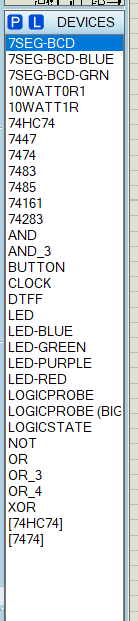 P L DEVICES
7SEG-BCD
7SEG-BCD-BLUE
7SEG-BCD-GRN
10WATT0R1
10WATT1R
74HC74
7447
7474
7483
7485
74161
74283
AND
AND_3
BUTTON
CLOCK
DTFF
LED
LED-BLUE
LED-GREEN
LED-PURPLE
LED-RED
LOGICPROBE
LOGICPROBE (BIG
LOGICSTATE
NOT
OR
OR_3
OR_4
XOR
[74HC74]
[7474]